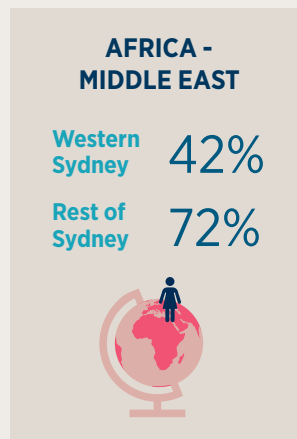 AFRICA -
MIDDLE EAST
Western
Sydney
42%
Rest of
Sydney
72%